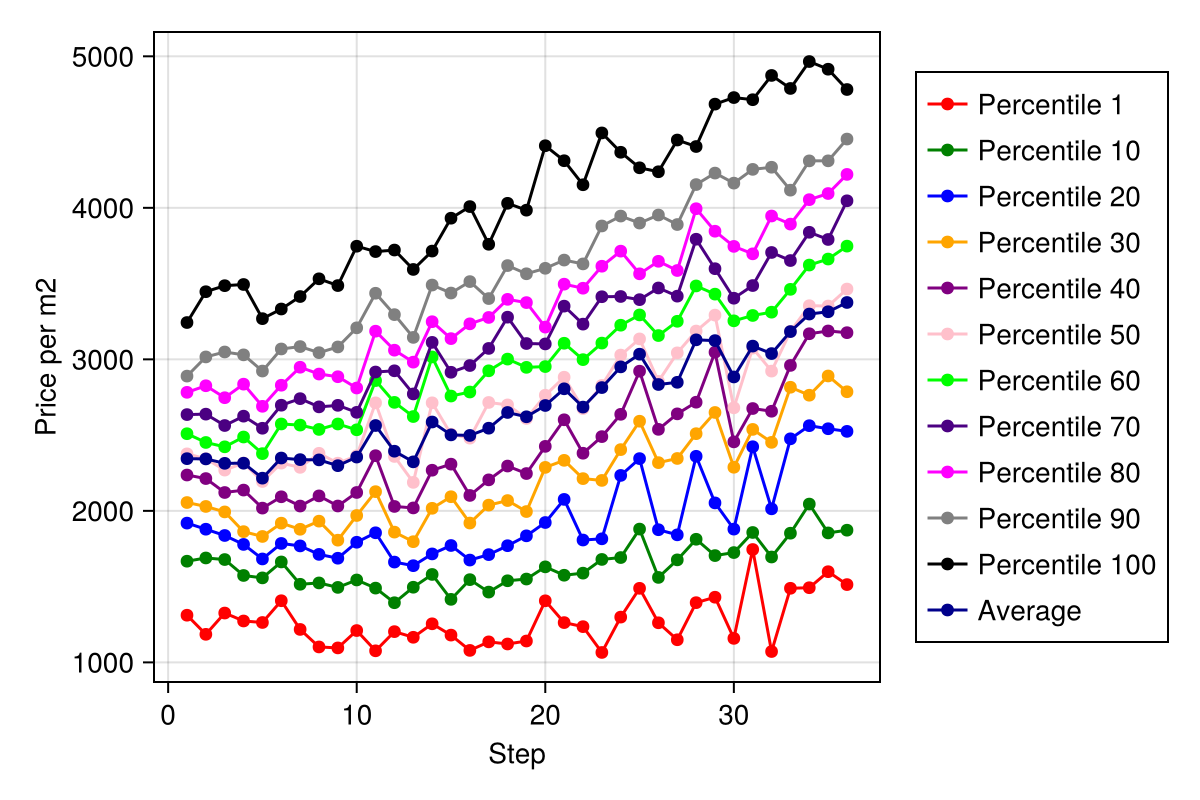 5000
4000
3000
2000
1000
Price per m2
0
10
20
30
Step
Percentile 1
Percentile 10
Percentile 20
Percentile 30
Percentile 40
Percentile 50
Percentile 60
Percentile 70
Percentile 80
Percentile 90
Percentile 100
Average